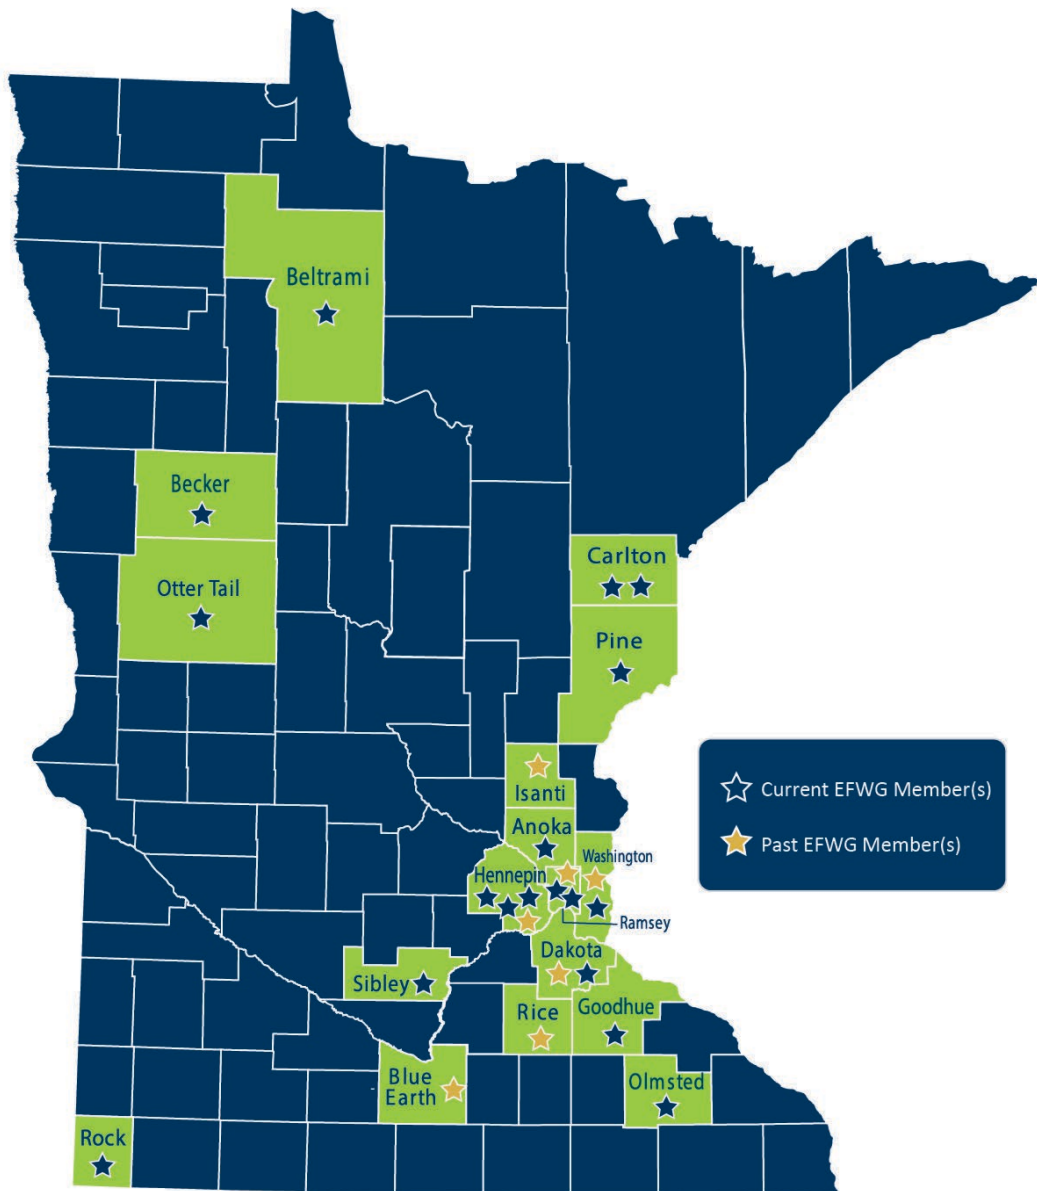 Beltrami
Becker
Otter Tail
Carlton
Pine
Isanti
Anoka
Washington
Hennepin
Ramsey
Dakota
Sibley
Rice
Goodhue
Blue
Earth
Olmsted
Rock
Current EFWG Member(s)
Past EFWG Member(s)